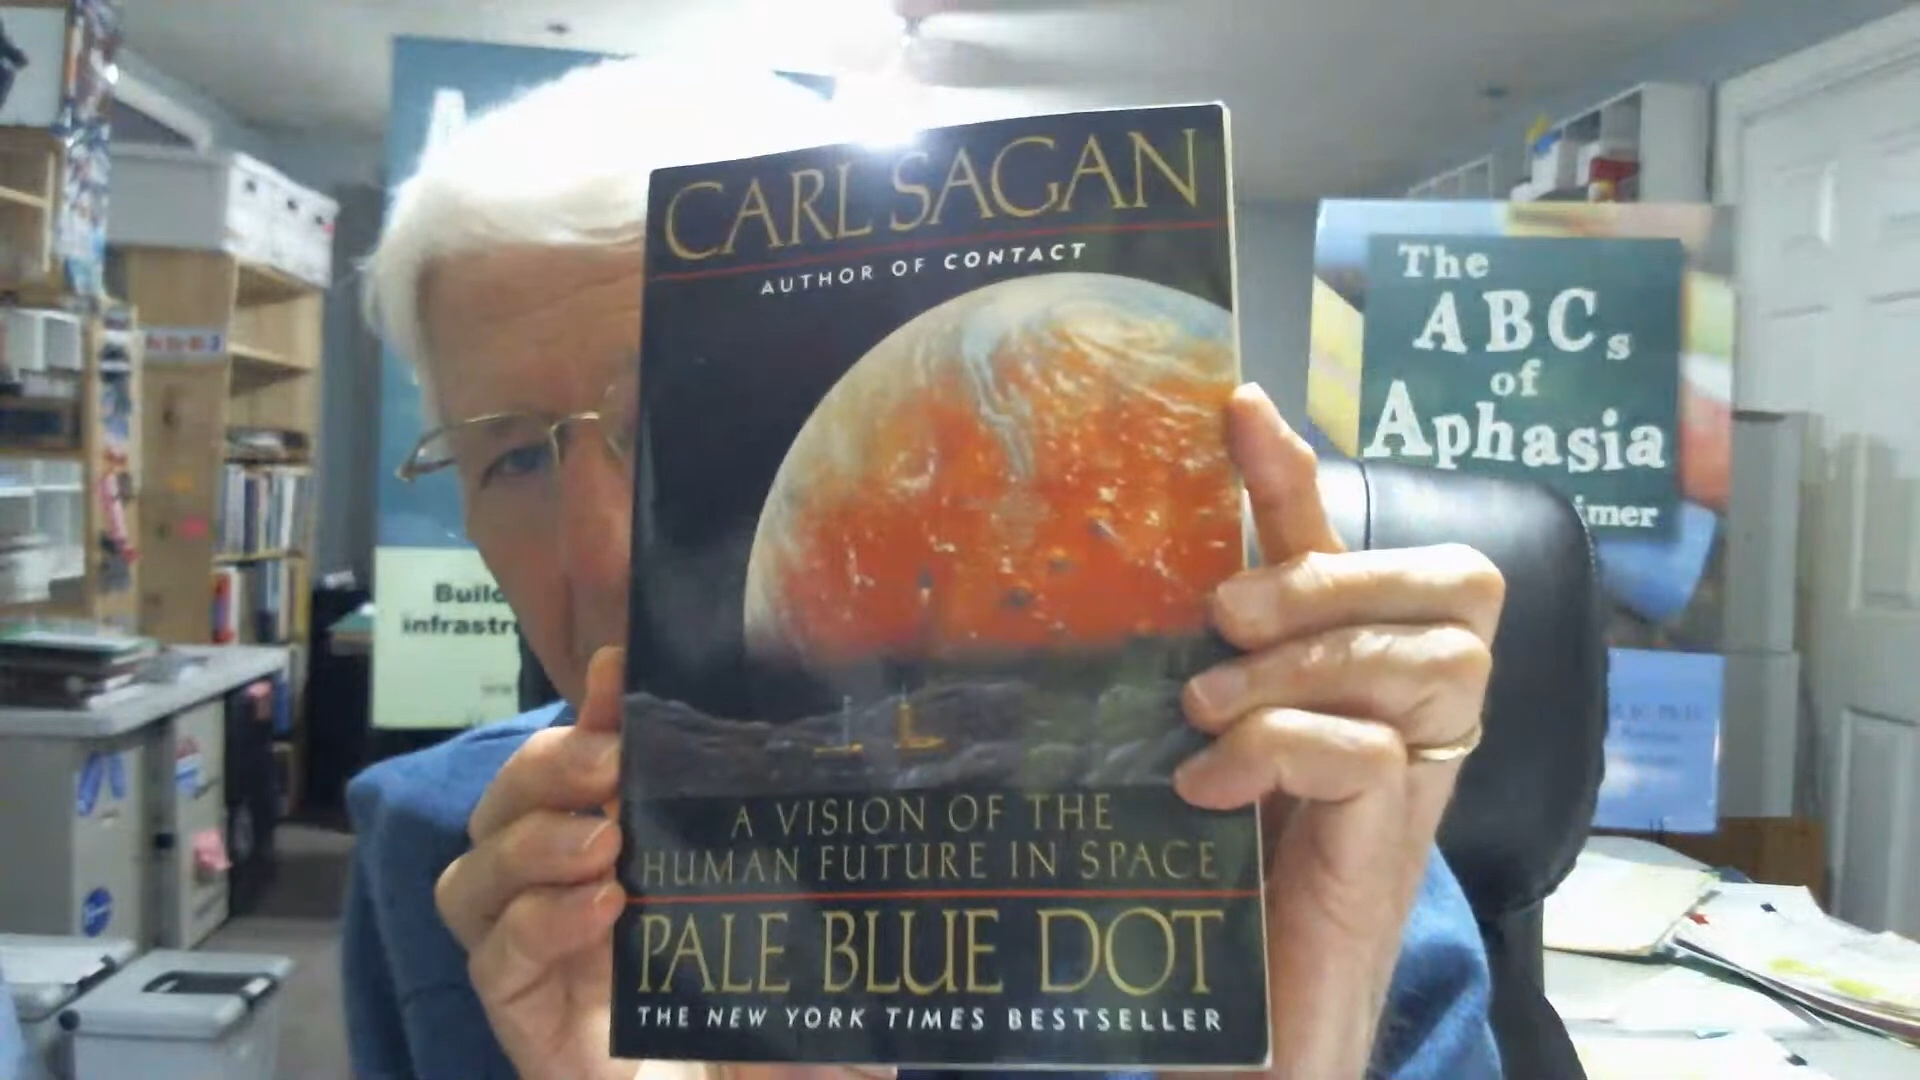 CARL SAGAN
AUTHOR OF CONTACT
A VISION OF THE
HUMAN FUTURE IN SPACE
PALE BLUE DOT
THE NEW YORK TIMES BESTSELLER
The
ABCs
of
Aphasia
imer
Build
infrastr